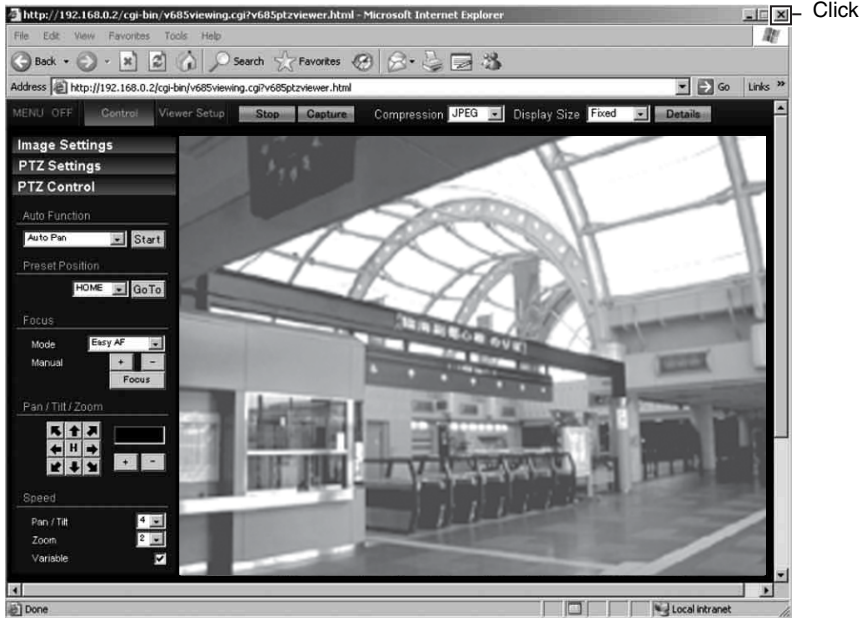 http://192.168.0.2/cgi-bin/v685viewing.cgi?v685ptzviewer.html - Microsoft Internet Explorer
Click
File Edit View Favorites Tools Help
Back Search Favorites
Address http://192.168.0.2/cgi-bin/v685viewing.cgi?v685ptzviewer.html Go Links »
MENU OFF Control Viewer Setup Stop Capture Compression JPEG Display Size Fixed Details
Image Settings
PTZ Settings
PTZ Control
Auto Function
Auto Pan Start
Preset Position
HOME GoTo
Focus
Mode Easy AF
Manual + -
Focus
Pan / Tilt / Zoom
H
+ -
Speed
Pan / Tilt 4
Zoom 2
Variable
Done Local intranet